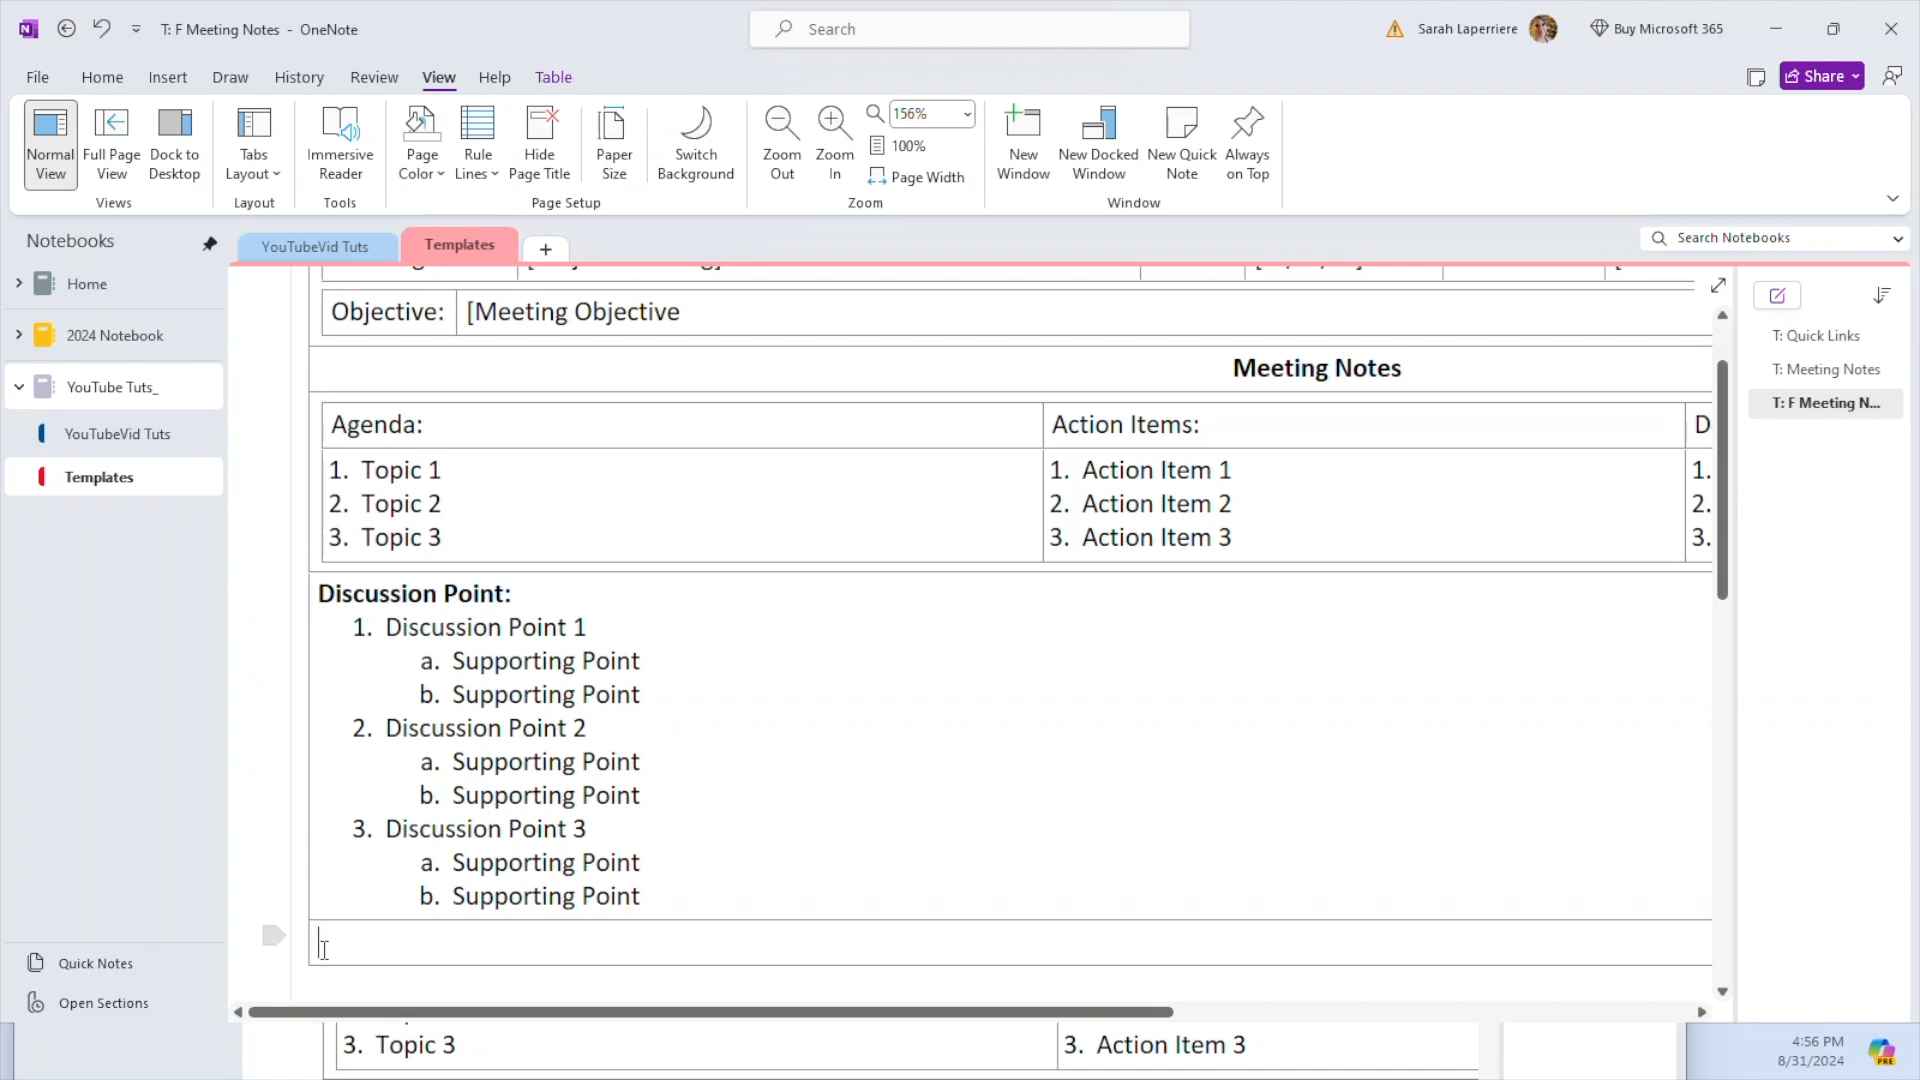 T: F Meeting Notes - OneNote
Search
Sarah Laperriere
Buy Microsoft 365
File Home Insert Draw History Review View Help Table
Share
Normal View
Full Page View
Dock to Desktop
Views
Tabs Layout
Layout
Immersive Reader
Tools
Page Color
Rule Lines
Hide Page Title
Paper Size
Switch Background
Page Setup
Zoom Out
Zoom In
156%
100%
Page Width
Zoom
New Window
New Docked Window
New Quick Note
Always on Top
Window
Notebooks
YouTubeVid Tuts
Templates
+
Search Notebooks
Home
2024 Notebook
YouTube Tuts_
YouTubeVid Tuts
Templates
Quick Notes
Open Sections
Objective: [Meeting Objective
Meeting Notes
Agenda: Action Items: D
1. Topic 1 1. Action Item 1 1.
2. Topic 2 2. Action Item 2 2.
3. Topic 3 3. Action Item 3 3.
Discussion Point:
1. Discussion Point 1
a. Supporting Point
b. Supporting Point
2. Discussion Point 2
a. Supporting Point
b. Supporting Point
3. Discussion Point 3
a. Supporting Point
b. Supporting Point
T: Quick Links
T: Meeting Notes
T: F Meeting N...
3. Topic 3 3. Action Item 3
4:56 PM
8/31/2024
PRE